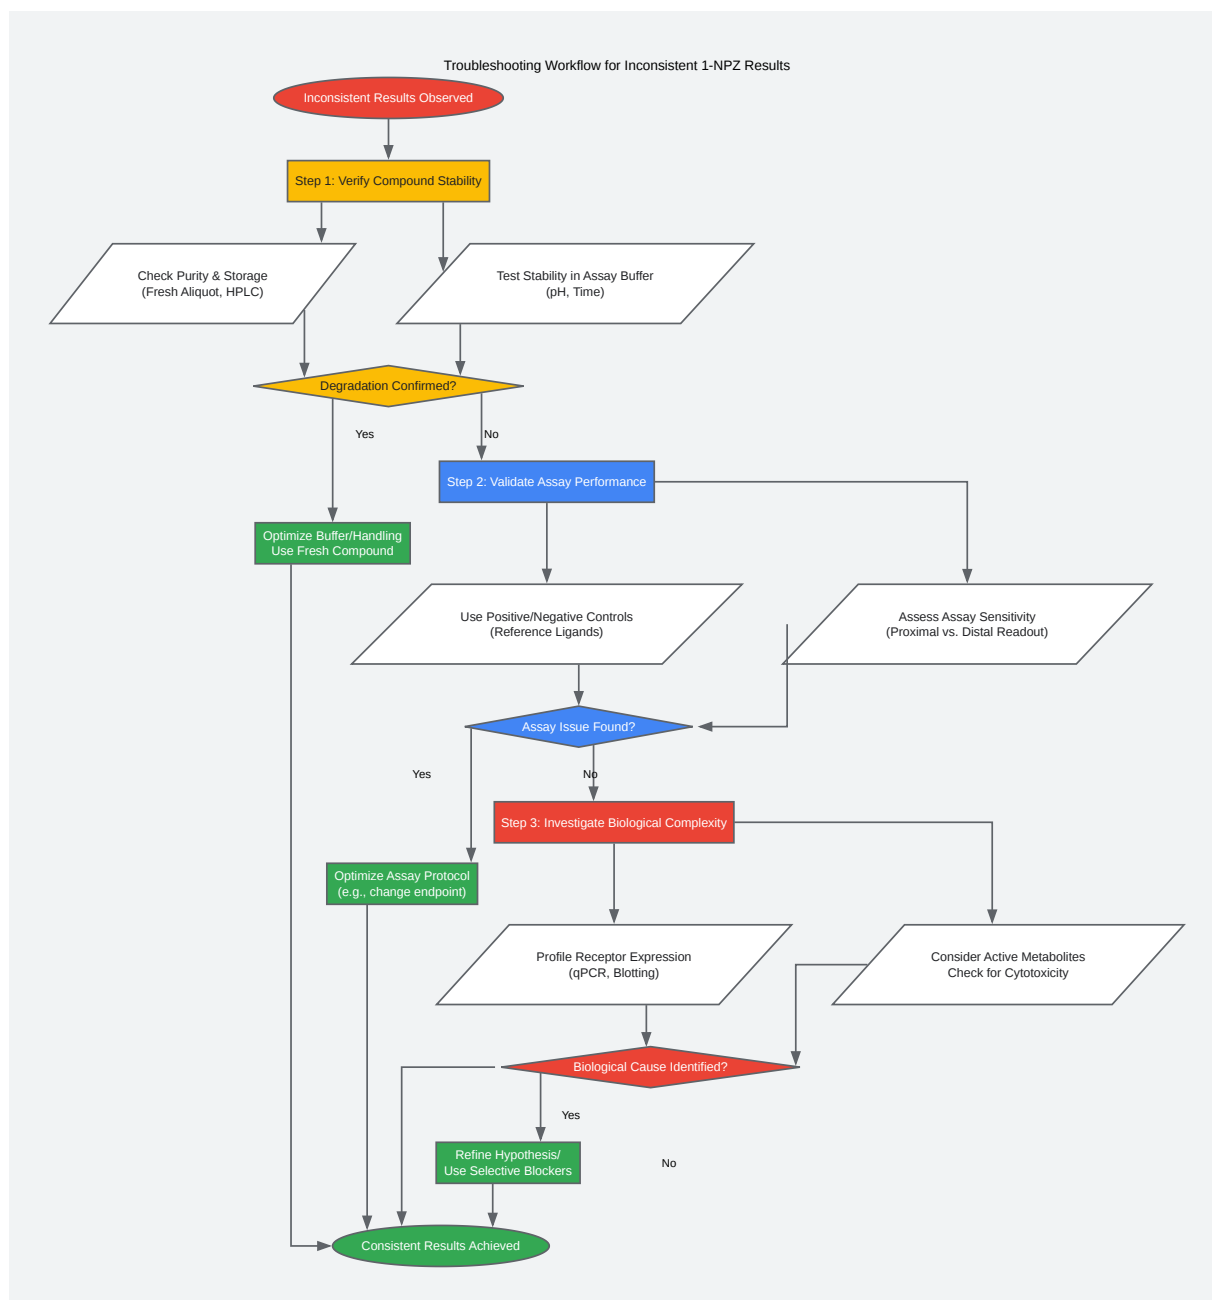 Troubleshooting Workflow for Inconsistent 1-NPZ Results
Inconsistent Results Observed
Step 1: Verify Compound Stability
Check Purity & Storage
(Fresh Aliquot, HPLC)
Test Stability in Assay Buffer
(pH, Time)
Degradation Confirmed?
Yes
No
Step 2: Validate Assay Performance
Optimize Buffer/Handling
Use Fresh Compound
Use Positive/Negative Controls
(Reference Ligands)
Assess Assay Sensitivity
(Proximal vs. Distal Readout)
Assay Issue Found?
Yes
No
Step 3: Investigate Biological Complexity
Optimize Assay Protocol
(e.g., change endpoint)
Profile Receptor Expression
(qPCR, Blotting)
Consider Active Metabolites
Check for Cytotoxicity
Biological Cause Identified?
Yes
No
Refine Hypothesis/
Use Selective Blockers
Consistent Results Achieved